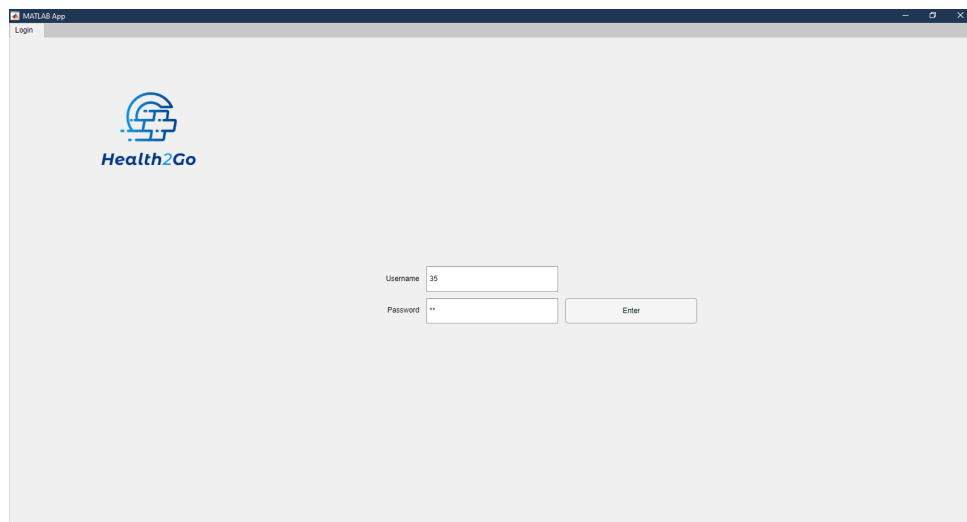 MATLAB App
Login
Health2Go
Username 35
Password **
Enter